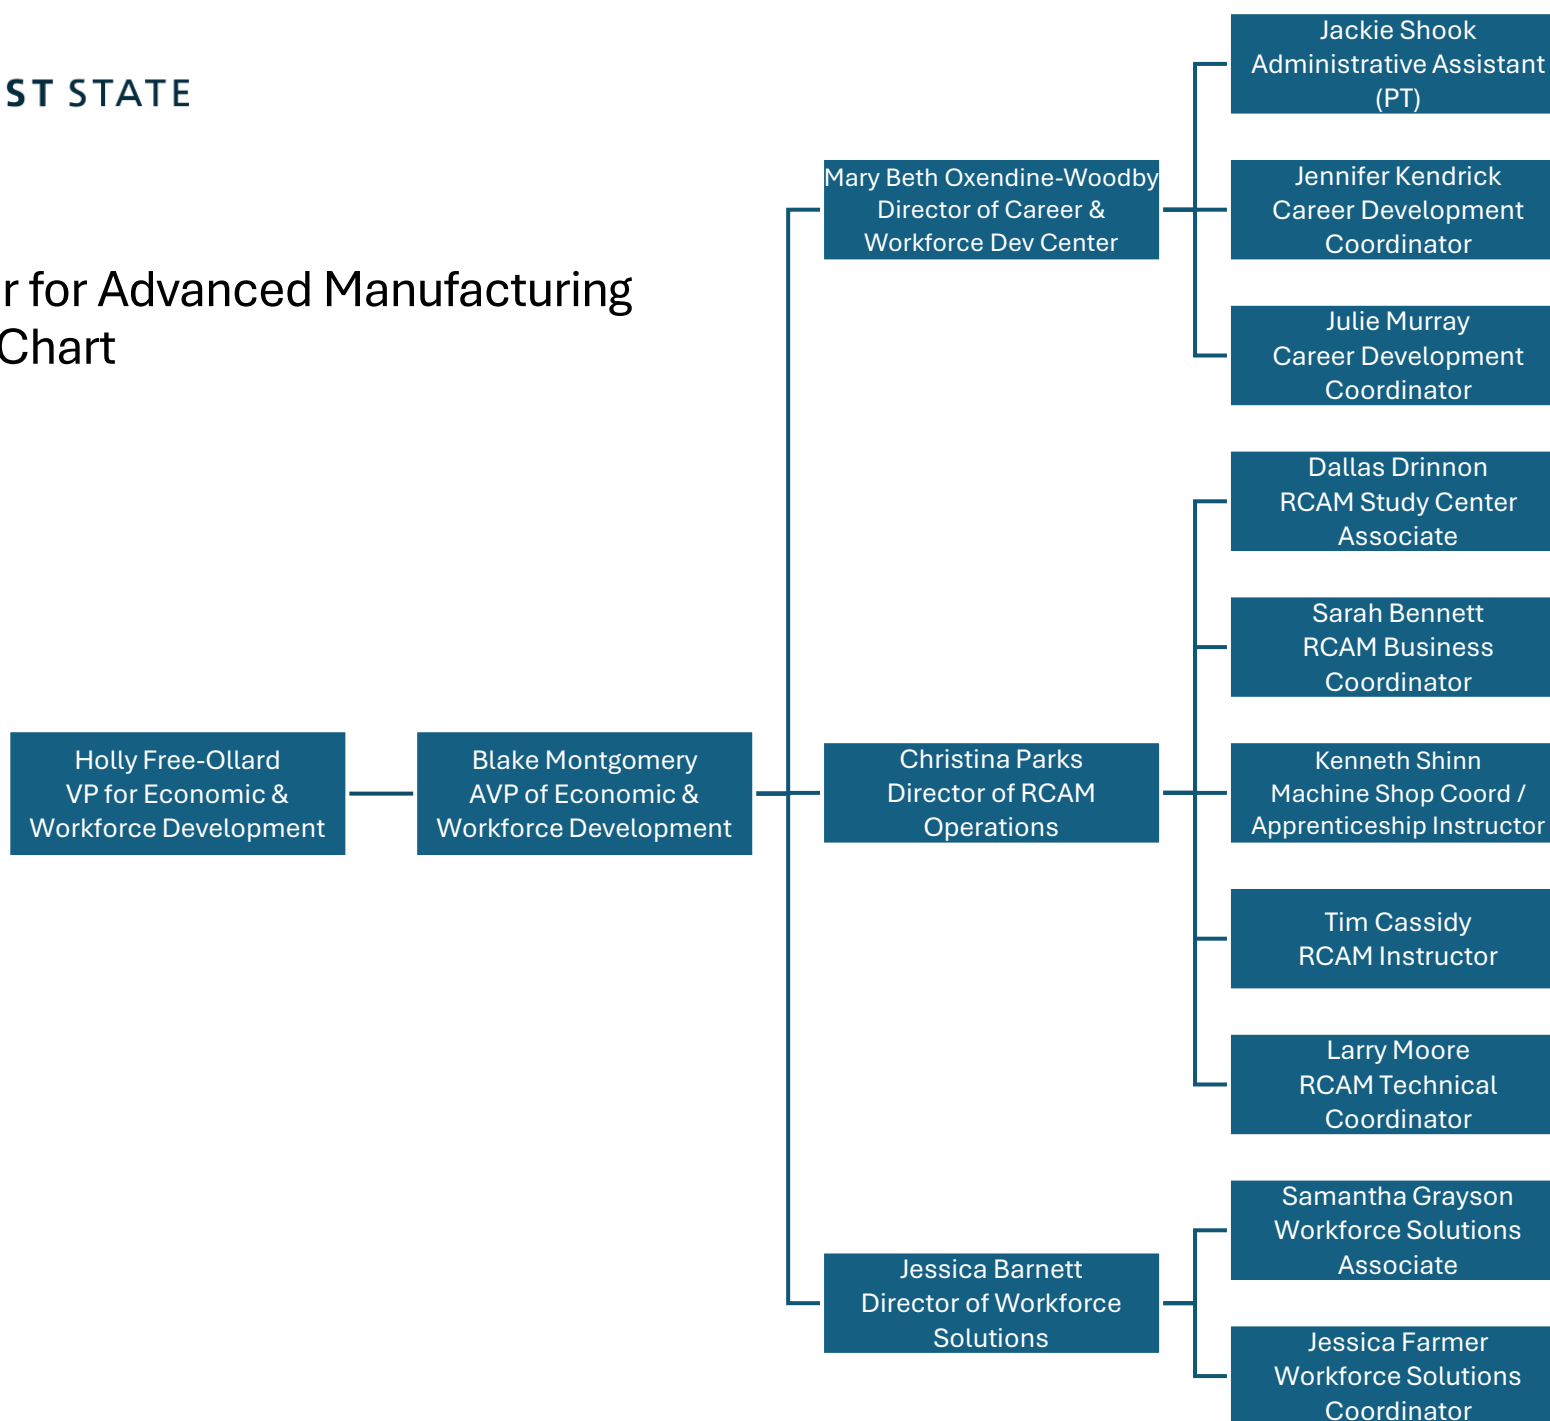 ST STATE
r for Advanced Manufacturing
Chart
Holly Free-Ollard
VP for Economic &
Workforce Development
Blake Montgomery
AVP of Economic &
Workforce Development
Mary Beth Oxendine-Woodby
Director of Career &
Workforce Dev Center
Jackie Shook
Administrative Assistant
(PT)
Jennifer Kendrick
Career Development
Coordinator
Julie Murray
Career Development
Coordinator
Christina Parks
Director of RCAM
Operations
Dallas Drinnon
RCAM Study Center
Associate
Sarah Bennett
RCAM Business
Coordinator
Kenneth Shinn
Machine Shop Coord /
Apprenticeship Instructor
Tim Cassidy
RCAM Instructor
Larry Moore
RCAM Technical
Coordinator
Jessica Barnett
Director of Workforce
Solutions
Samantha Grayson
Workforce Solutions
Associate
Jessica Farmer
Workforce Solutions
Coordinator